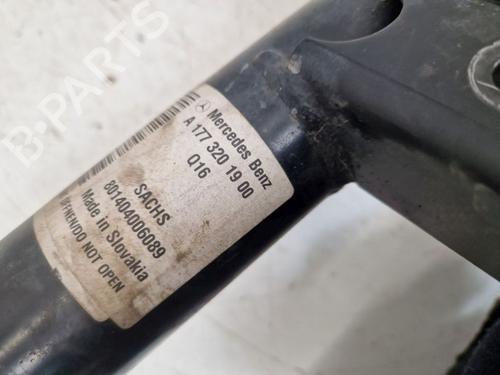 Mercedes Benz
A 177 320 19 00
Q16
SACHS
801404006089
Made in Slovakia
DO NOT OPEN
B-PARTS